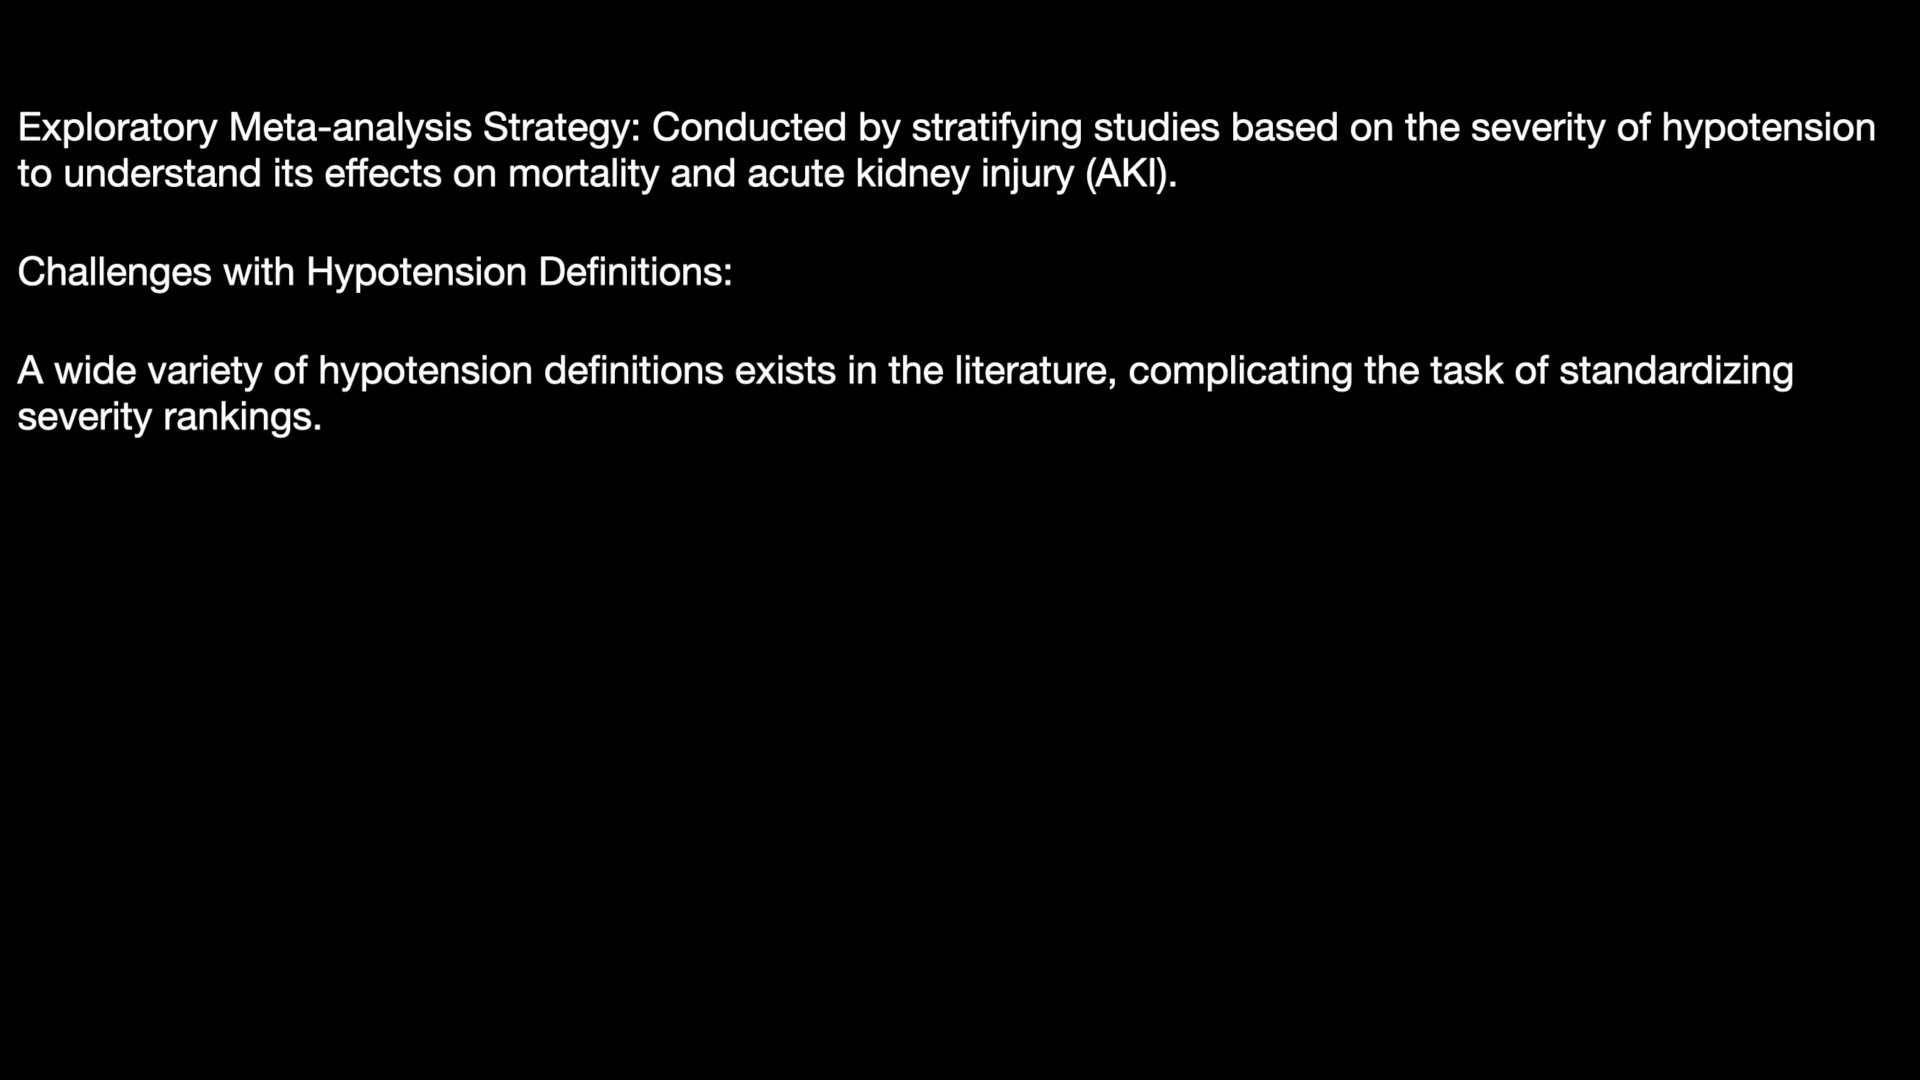 Exploratory Meta-analysis Strategy: Conducted by stratifying studies based on the severity of hypotension
to understand its effects on mortality and acute kidney injury (AKI).
Challenges with Hypotension Definitions:
A wide variety of hypotension definitions exists in the literature, complicating the task of standardizing
severity rankings.